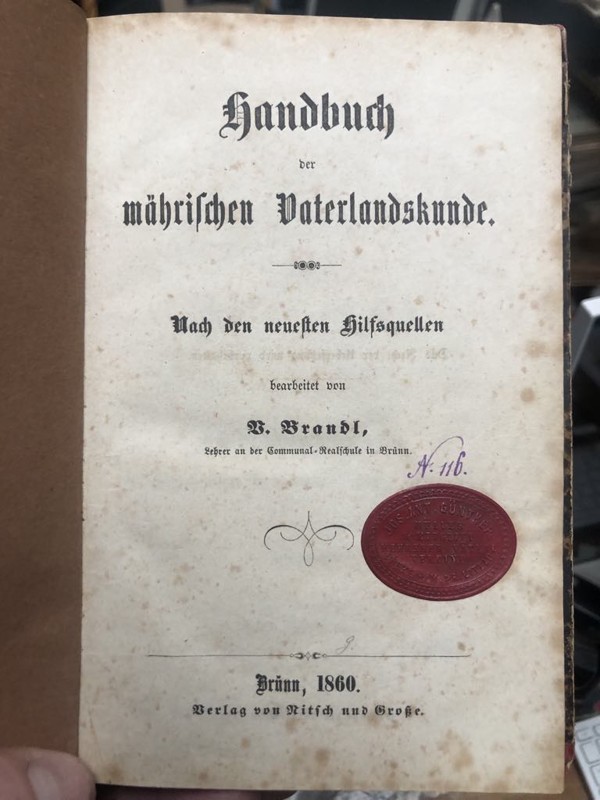 Handbuch
der
mährischen Vaterlandskunde.
Nach den neuesten Hilfsquellen
bearbeitet von
V. Brandl,
Lehrer an der Communal-Realschule in Brünn.
N. 116.
g.
Brünn, 1860.
Verlag von Nitsch und Große.